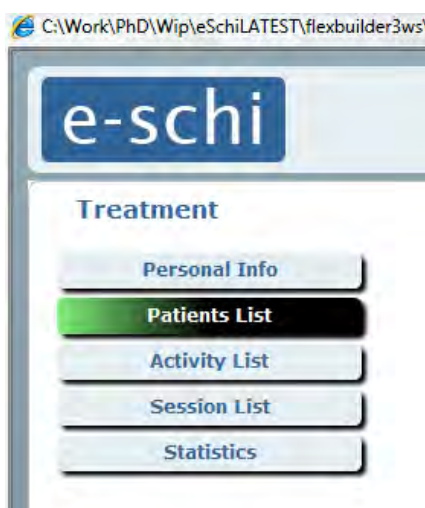 C:\Work\PhD\Wip\eSchiLATEST\flexbuilder3ws\
e-schi
Treatment
Personal Info
Patients List
Activity List
Session List
Statistics